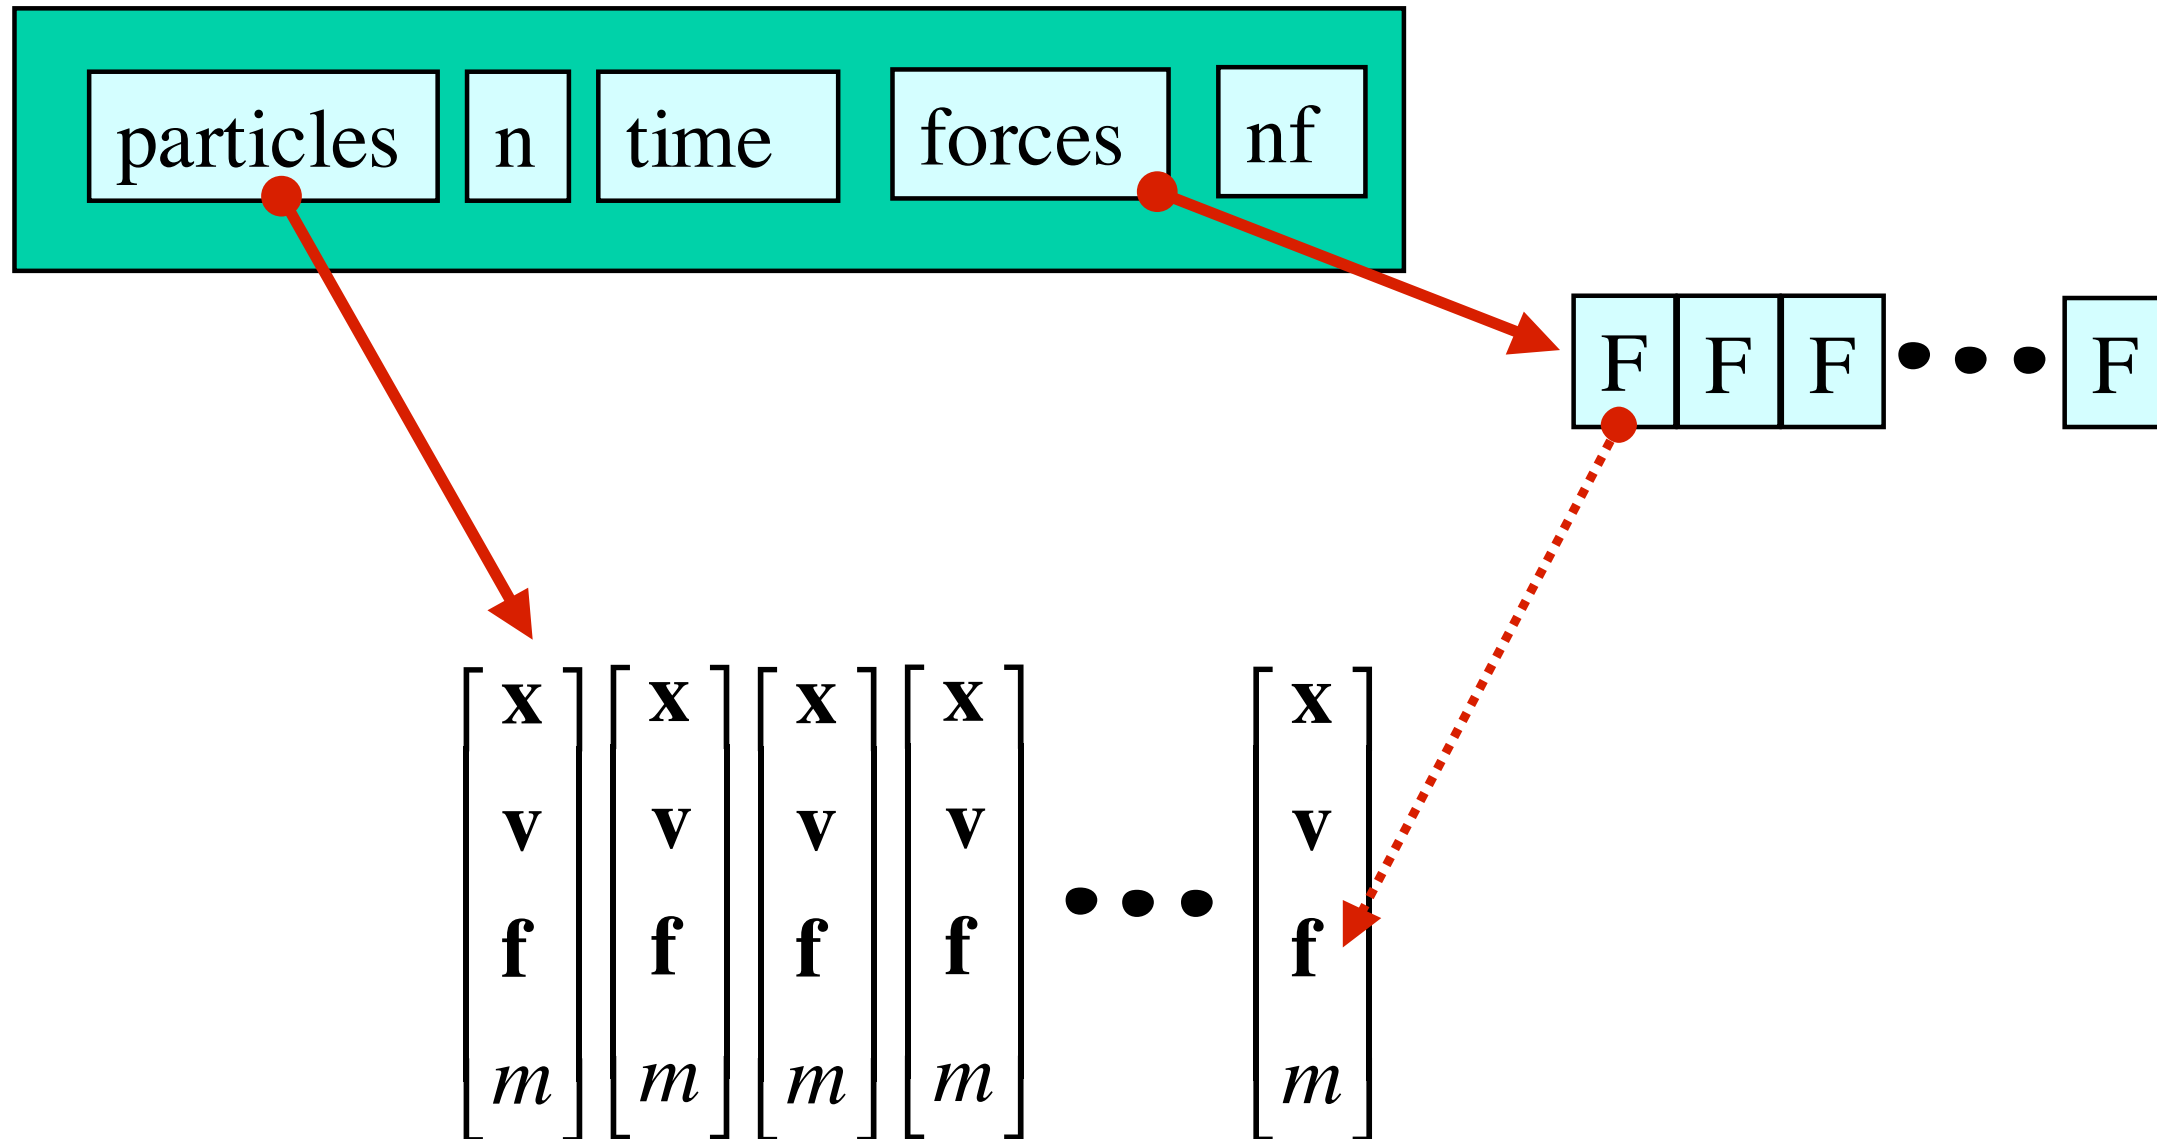 particles n time forces nf
F F F ••• F
x x x x x
v v v v v
•••
f f f f f
m m m m m